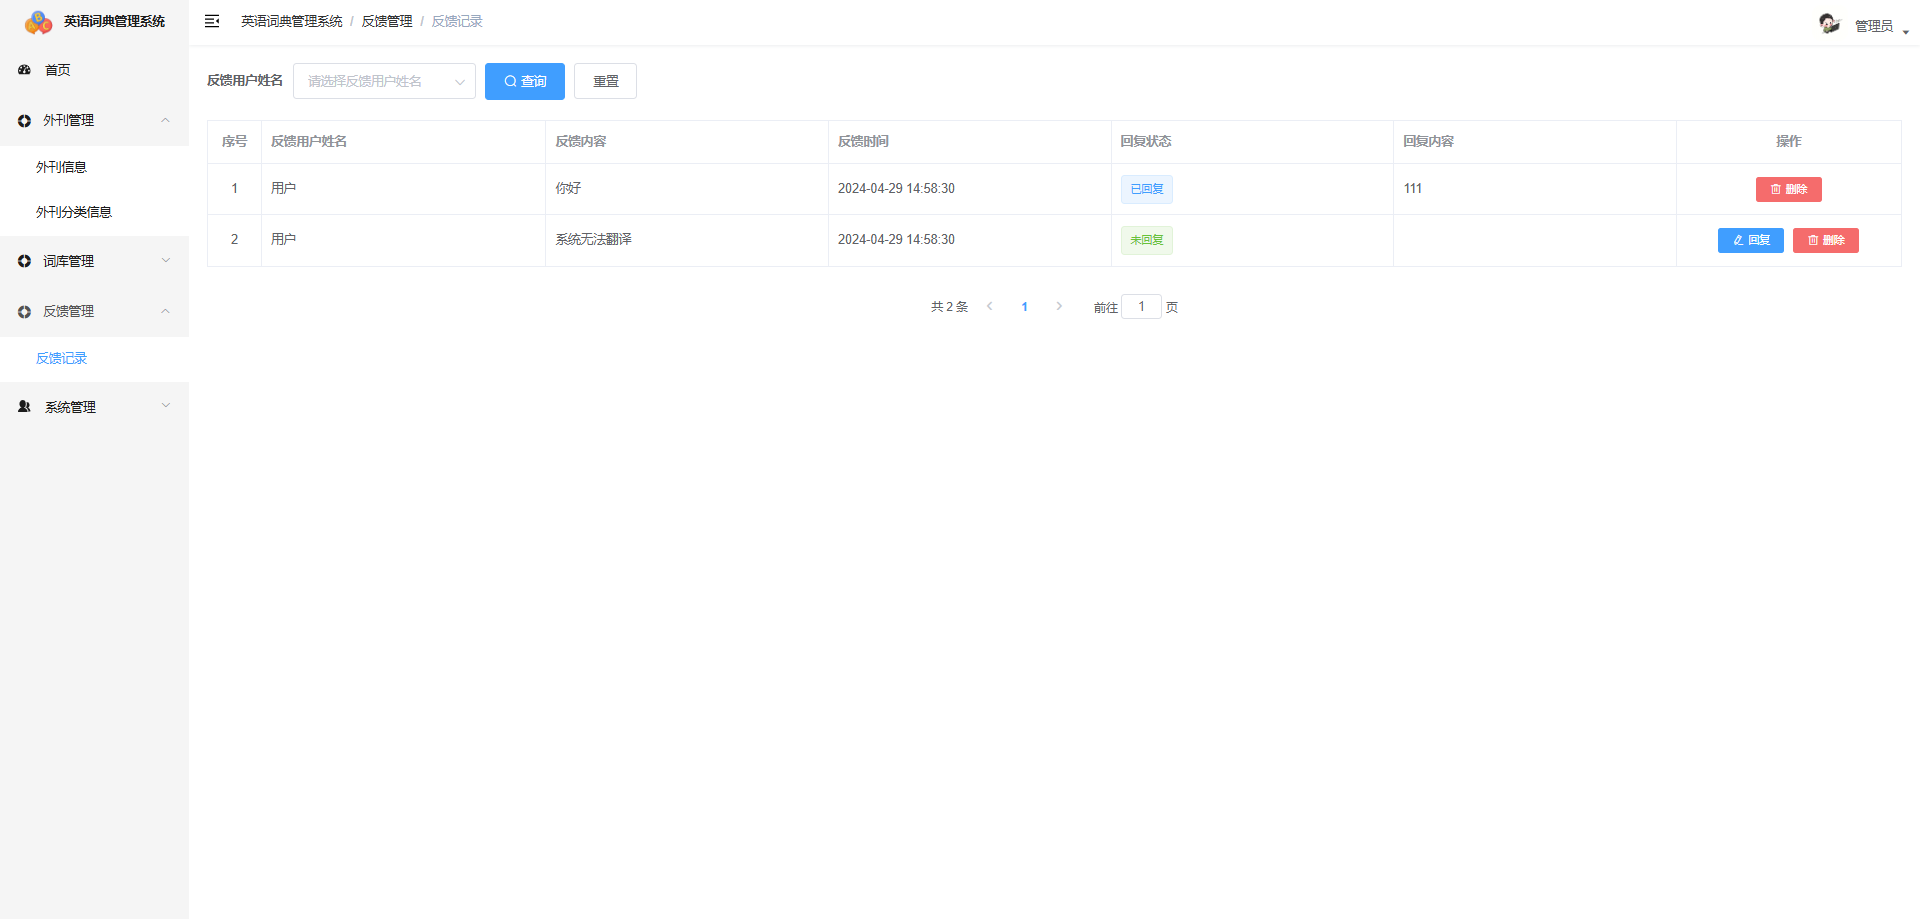 英语词典管理系统
英语词典管理系统 / 反馈管理 / 反馈记录
管理员
首页
外刊管理
外刊信息
外刊分类信息
词库管理
反馈管理
反馈记录
系统管理
反馈用户姓名 请选择反馈用户姓名 查询 重置
序号 反馈用户姓名 反馈内容 反馈时间 回复状态 回复内容 操作
1 用户 你好 2024-04-29 14:58:30 已回复 111 删除
2 用户 系统无法翻译 2024-04-29 14:58:30 未回复 回复 删除
共 2 条 1 前往 1 页